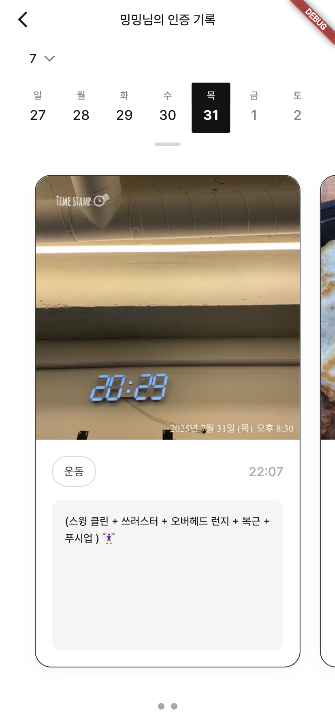 밍밍님의 인증 기록
DEBUG
7
일 월 화 수 목 금 토
27 28 29 30 31 1 2
TIME STAMP
20:29
2025년 7월 31일 (목) 오후 8:30
운동 22:07
(스윙 클린 + 쓰러스터 + 오버헤드 런지 + 복근 +
푸시업 ) 🏋️‍♀️